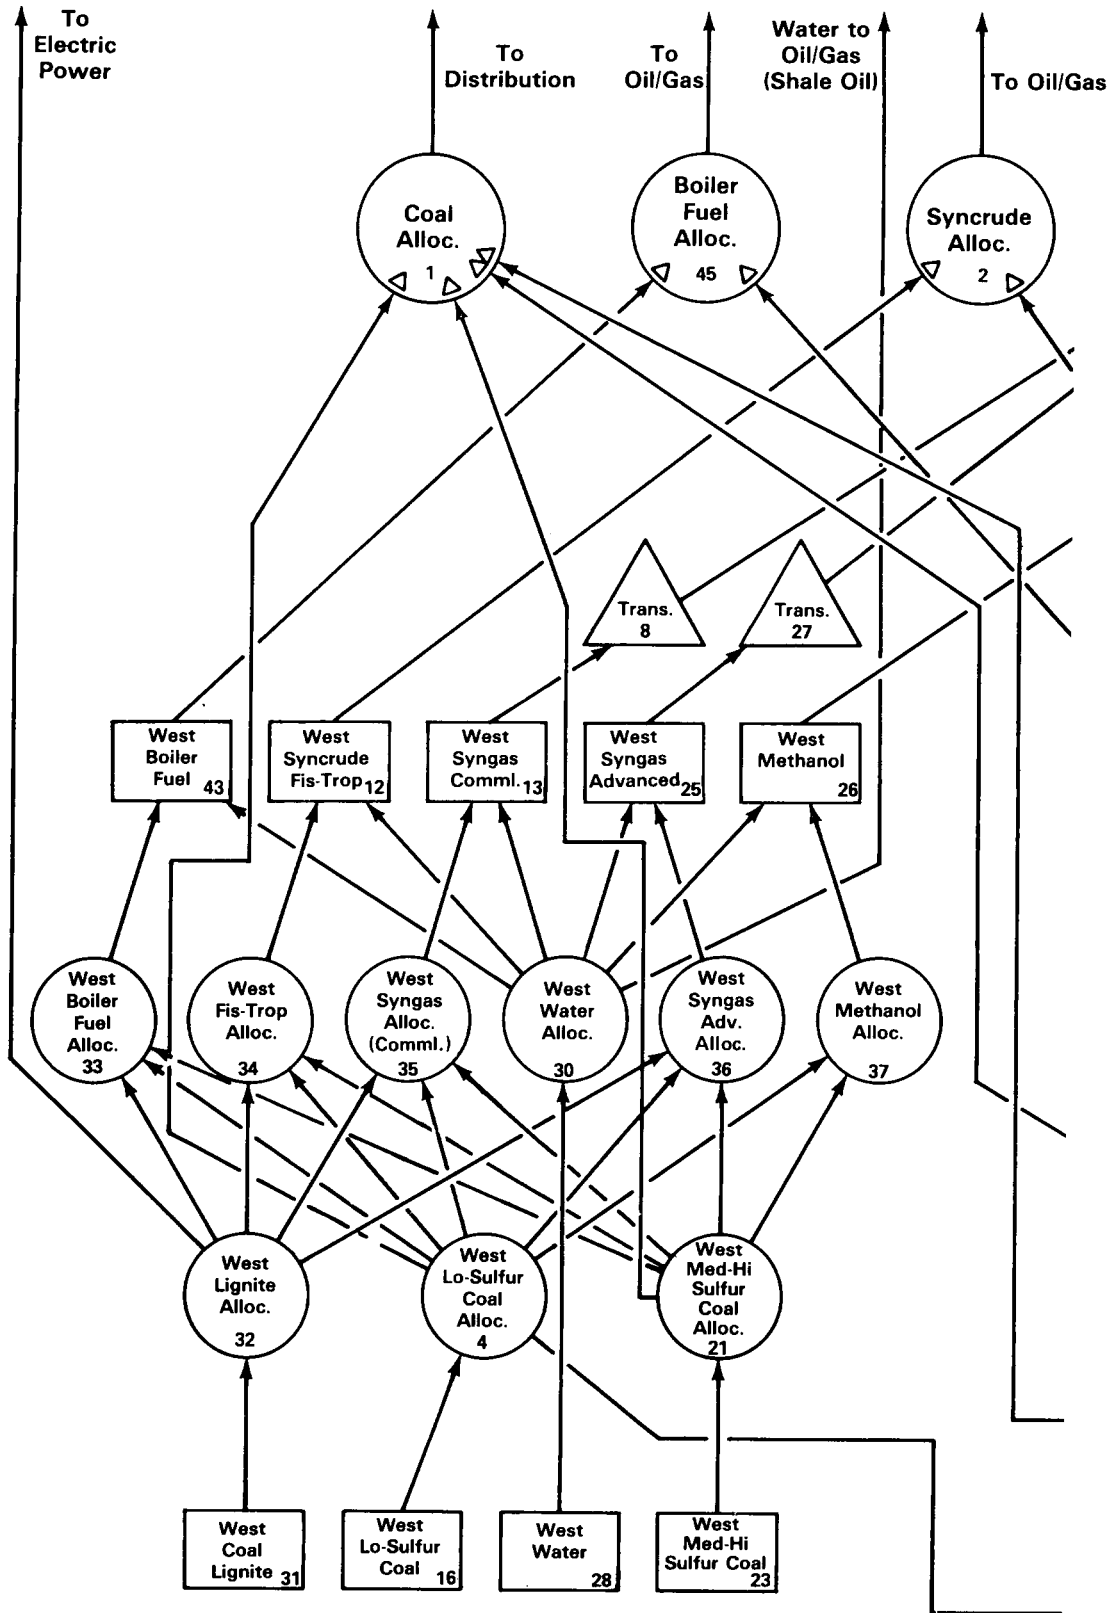 To
Electric
Power
To
Distribution
To
Oil/Gas
Water to
Oil/Gas
(Shale Oil)
To Oil/Gas
Coal
Alloc.
1
Boiler
Fuel
Alloc.
45
Syncrude
Alloc.
2
Trans.
8
Trans.
27
West
Boiler
Fuel 43
West
Syncrude
Fis-Trop 12
West
Syngas
Comml. 13
West
Syngas
Advanced 25
West
Methanol
26
West
Boiler
Fuel
Alloc.
33
West
Fis-Trop
Alloc.
34
West
Syngas
Alloc.
(Comml.)
35
West
Water
Alloc.
30
West
Syngas
Adv.
Alloc.
36
West
Methanol
Alloc.
37
West
Lignite
Alloc.
32
West
Lo-Sulfur
Coal
Alloc.
4
West
Med-Hi
Sulfur
Coal
Alloc.
21
West
Coal
Lignite 31
West
Lo-Sulfur
Coal 16
West
Water
28
West
Med-Hi
Sulfur Coal
23